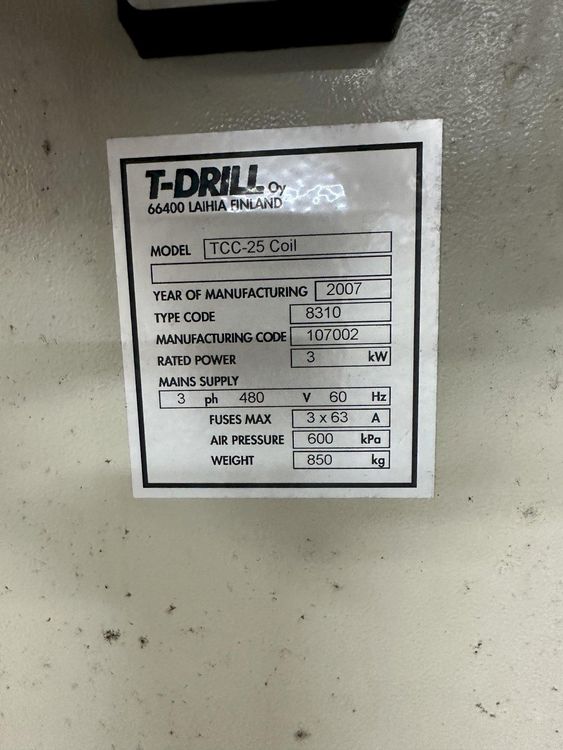 T-DRILL Oy
66400 LAIHIA FINLAND
MODEL TCC-25 Coil
YEAR OF MANUFACTURING 2007
TYPE CODE 8310
MANUFACTURING CODE 107002
RATED POWER 3 kW
MAINS SUPPLY
3 ph 480 V 60 Hz
FUSES MAX 3 x 63 A
AIR PRESSURE 600 kPa
WEIGHT 850 kg